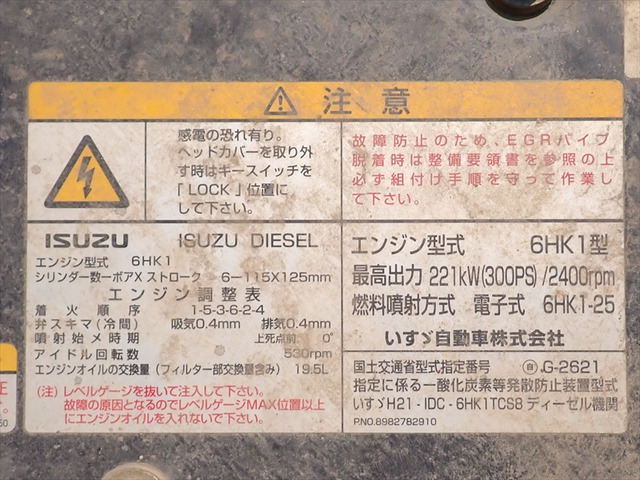 注意
感電の恐れ有り。
ヘッドカバーを取り外
す時はキースイッチを
「LOCK」位置に
して下さい。
故障防止のため、EGRパイプ
脱着時は整備要領書を参照の上
必ず組付け手順を守って作業し
て下さい。
ISUZU ISUZU DIESEL
エンジン型式 6HK1
シリンダー数ーボアX ストローク 6ー115X125mm
エンジン調整表
着火順序 1-5-3-6-2-4
弁スキマ(冷間) 吸気0.4mm 排気0.4mm
噴射始メ時期 上死点前 0°
アイドル回転数 530rpm
エンジンオイルの交換量(フィルター部交換量含み) 19.5L
(注)レベルゲージを抜いて注入して下さい。
故障の原因となるのでレベルゲージMAX位置以上
にエンジンオイルを入れないで下さい。
エンジン型式 6HK1型
最高出力 221kW(300PS)/2400rpm
燃料噴射方式 電子式 6HK1-25
いすゞ自動車株式会社
国土交通省型式指定番号 自.G-2621
指定に係る一酸化炭素等発散防止装置型式
いすゞH21-IDC-6HK1TCS8 ディーゼル機関
P.NO.8982782910